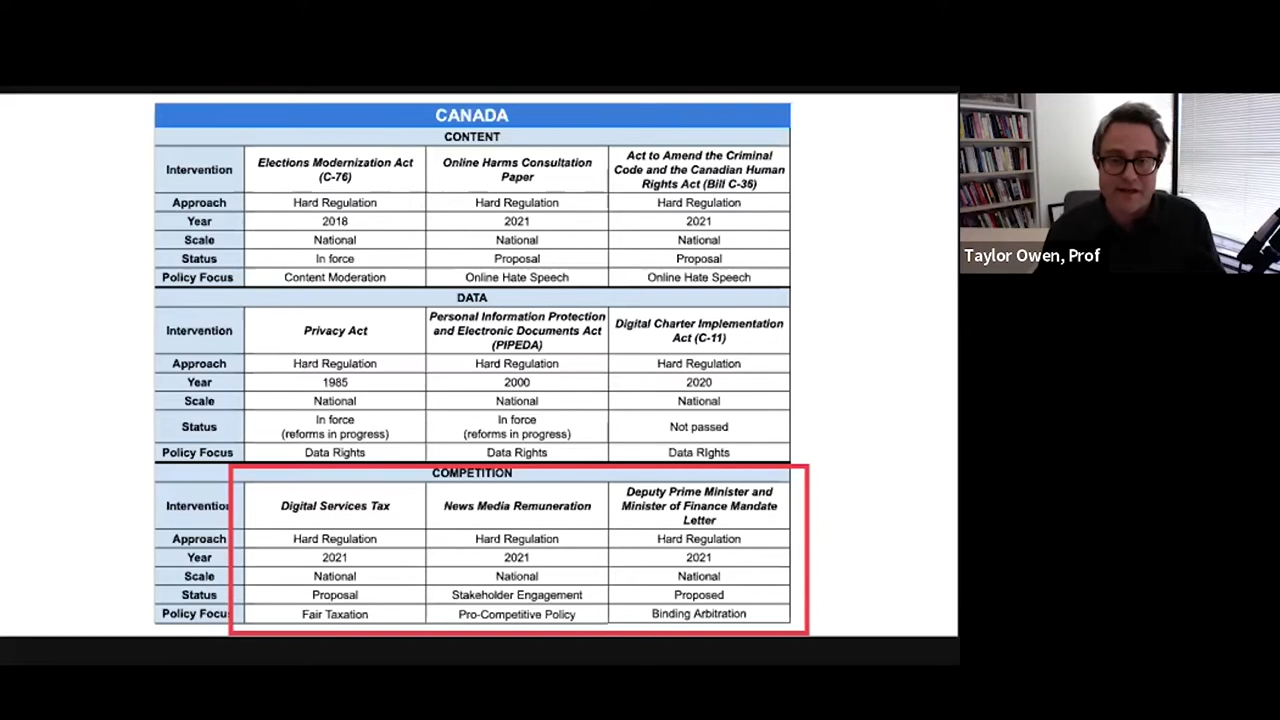 CANADA
CONTENT
Intervention
Elections Modernization Act
(C-76)
Online Harms Consultation
Paper
Act to Amend the Criminal
Code and the Canadian Human
Rights Act (Bill C-36)
Approach Hard Regulation Hard Regulation Hard Regulation
Year 2018 2021 2021
Scale National National National
Status In force Proposal Proposal
Policy Focus Content Moderation Online Hate Speech Online Hate Speech
DATA
Intervention
Privacy Act
Personal Information Protection
and Electronic Documents Act
(PIPEDA)
Digital Charter Implementation
Act (C-11)
Approach Hard Regulation Hard Regulation Hard Regulation
Year 1985 2000 2020
Scale National National National
Status
In force
(reforms in progress)
In force
(reforms in progress)
Not passed
Policy Focus Data Rights Data Rights Data RIghts
COMPETITION
Intervention
Digital Services Tax
News Media Remuneration
Deputy Prime Minister and
Minister of Finance Mandate
Letter
Approach Hard Regulation Hard Regulation Hard Regulation
Year 2021 2021 2021
Scale National National National
Status Proposal Stakeholder Engagement Proposed
Policy Focus Fair Taxation Pro-Competitive Policy Binding Arbitration
Taylor Owen, Prof